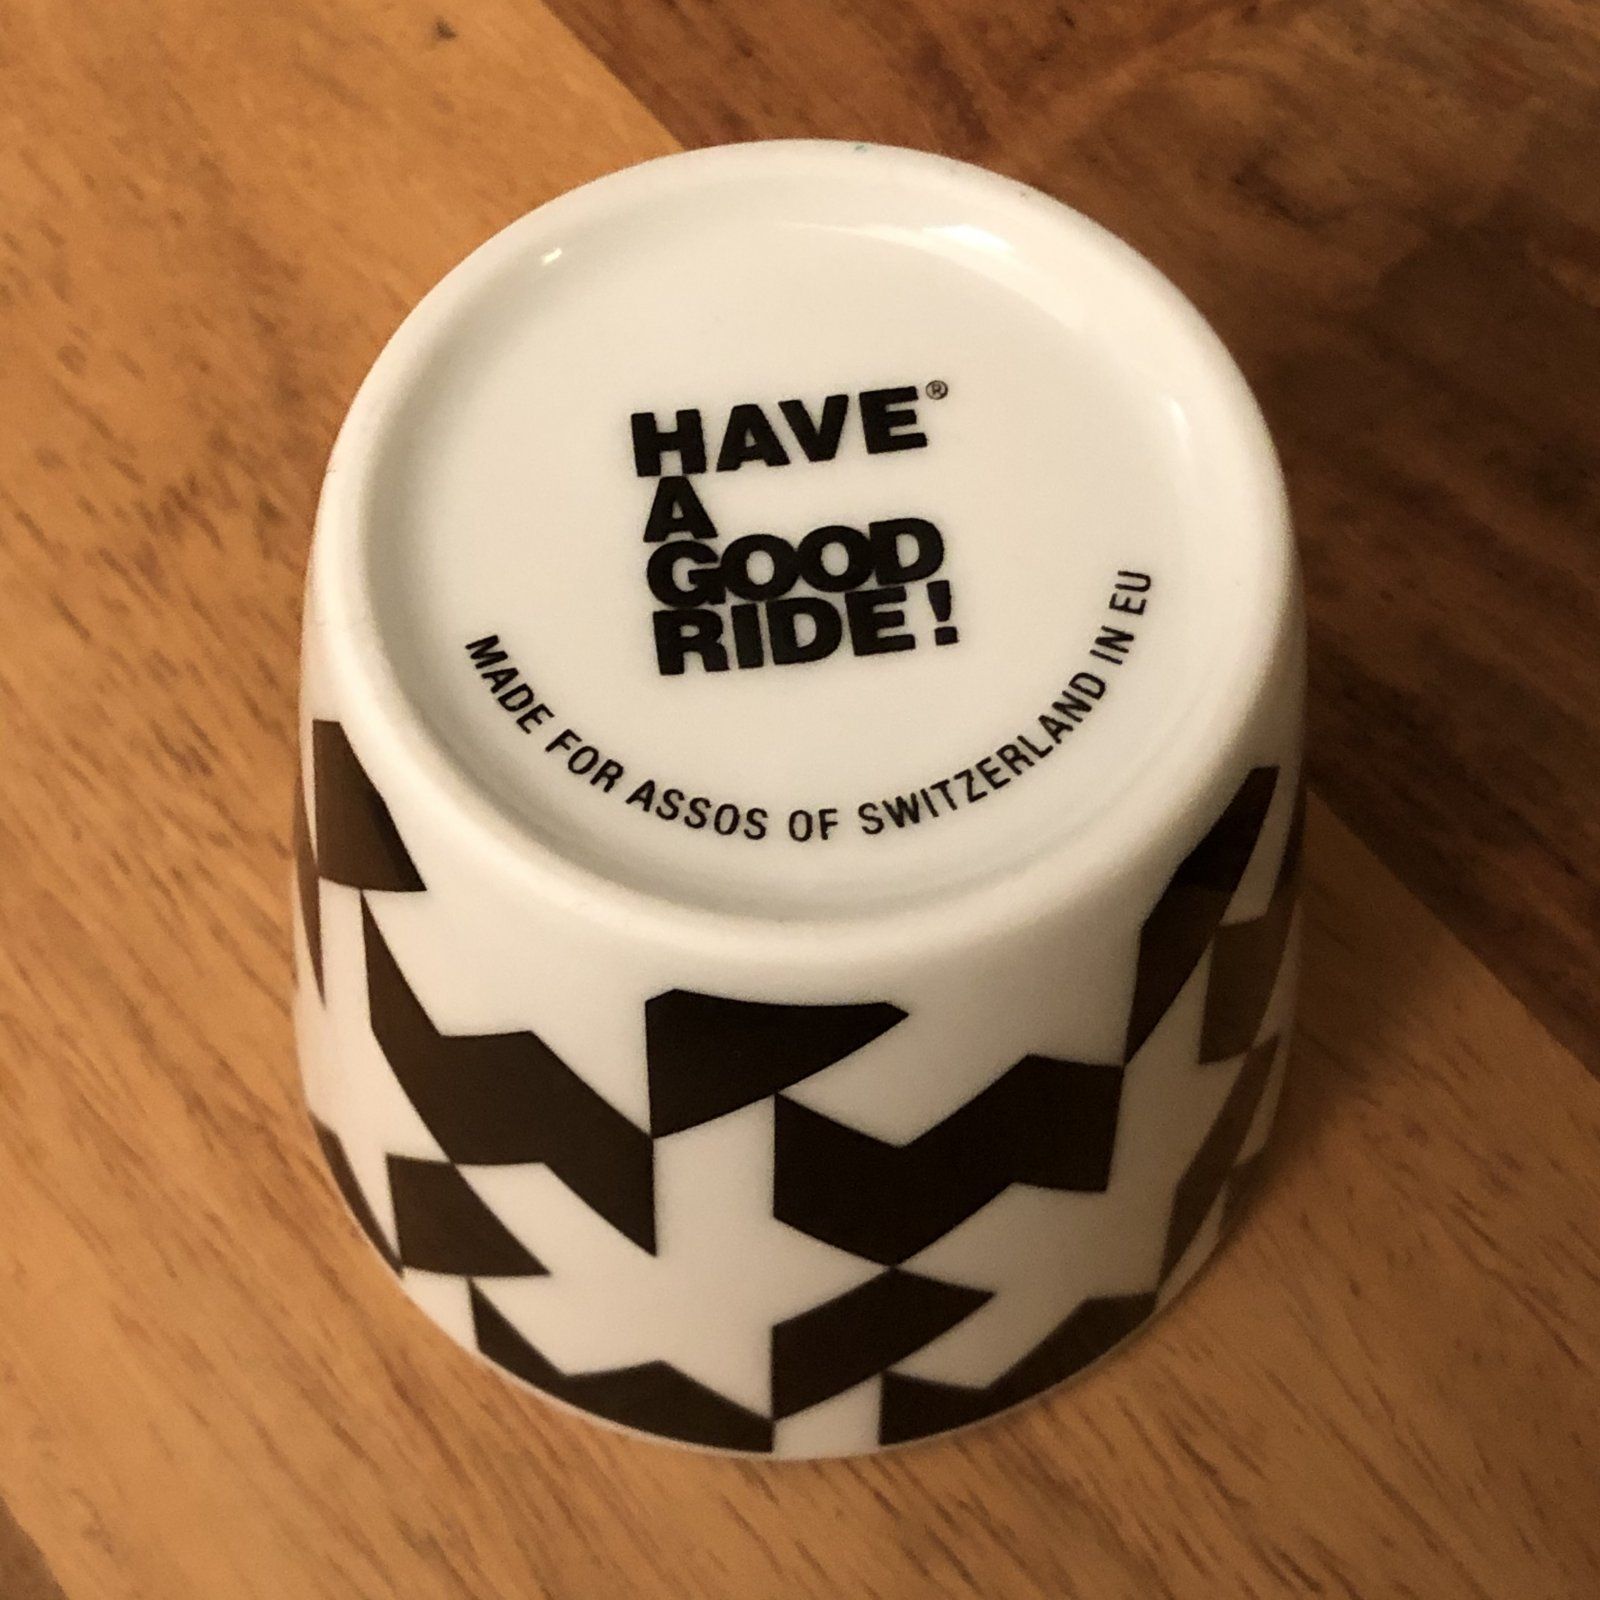 HAVE®
A
GOOD
RIDE!
MADE FOR ASSOS OF SWITZERLAND IN EU